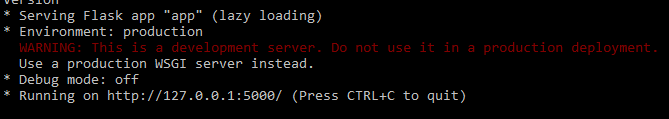 version
* Serving Flask app "app" (lazy loading)
* Environment: production
WARNING: This is a development server. Do not use it in a production deployment.
Use a production WSGI server instead.
* Debug mode: off
* Running on http://127.0.0.1:5000/ (Press CTRL+C to quit)